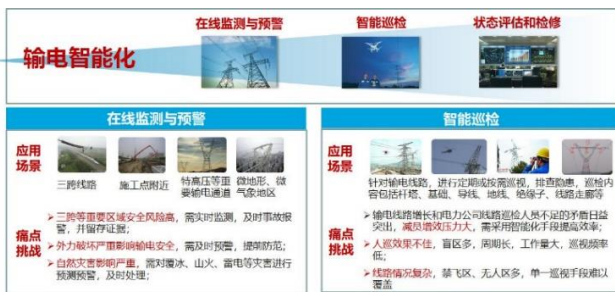 输电智能化
在线监测与预警
智能巡检
状态评估和检修
在线监测与预警
应用
场景
三跨线路
施工点附近
特高压等重
要输电通道
微地形、微
气象地区
痛点
挑战
三跨等重要区域安全风险高，需实时监测，及时事故报
警，并留存证据；
外力破坏严重影响输电安全，需及时预警，提前防范；
自然灾害影响严重，需对覆冰、山火、雷电等灾害进行
预测预警，及时处理；
智能巡检
应用
场景
针对输电线路，进行定期或按需巡视，排查隐患，巡检内
容包括杆塔、基础、导线、地线、绝缘子、线路走廊等
痛点
挑战
输电线路增长和电力公司线路巡检人员不足的矛盾日益
突出，减员增效压力大，需采用智能化手段提高效率；
人巡效果不佳，盲区多，周期长，工作量大，巡视频率
低；
线路情况复杂，禁飞区、无人区多，单一巡视手段难以
覆盖